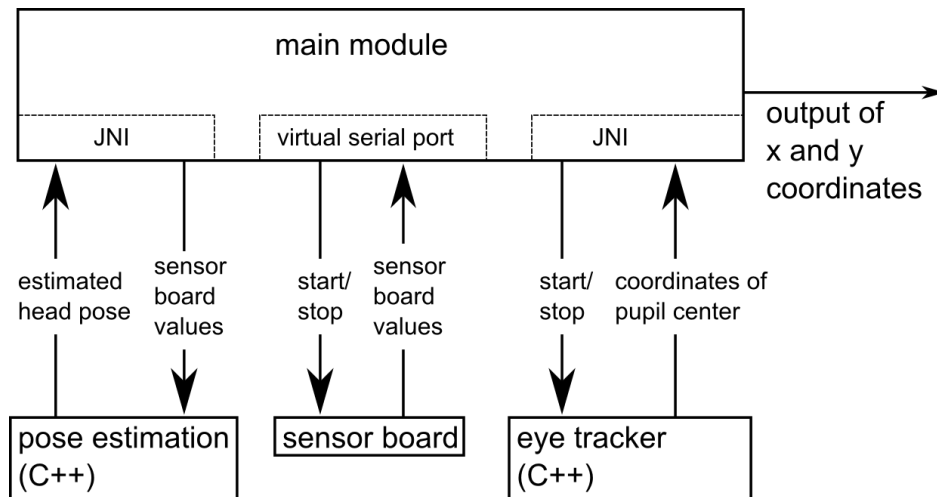 main module
JNI
virtual serial port
JNI
output of
x and y
coordinates
estimated
head pose
sensor
board
values
start/
stop
sensor
board
values
start/
stop
coordinates of
pupil center
pose estimation
(C++)
sensor board
eye tracker
(C++)